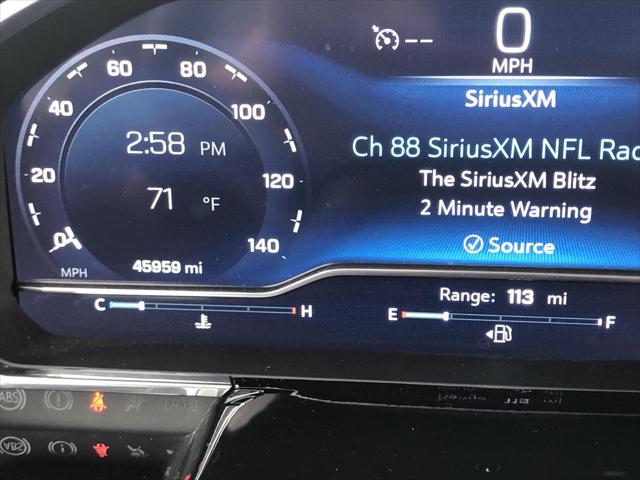 0
MPH
SiriusXM
Ch 88 SiriusXM NFL Rad
The SiriusXM Blitz
2 Minute Warning
Source
0 20 40 60 80 100 120 140
MPH
2:58 PM
71 °F
45959 mi
C H
Range: 113 mi
E F
ABS